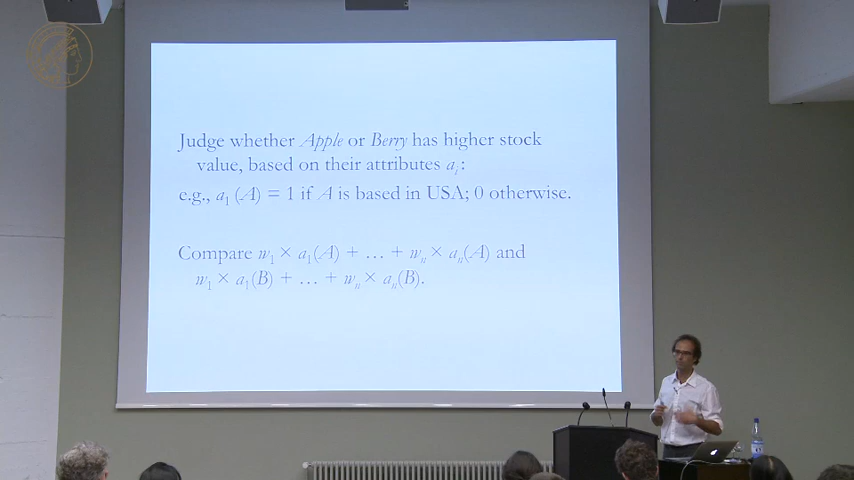 Judge whether Apple or Berry has higher stock
value, based on their attributes aᵢ:
e.g., a₁ (A) = 1 if A is based in USA; 0 otherwise.
Compare w₁ × a₁(A) + … + wₙ × aₙ(A) and
w₁ × a₁(B) + … + wₙ × aₙ(B).